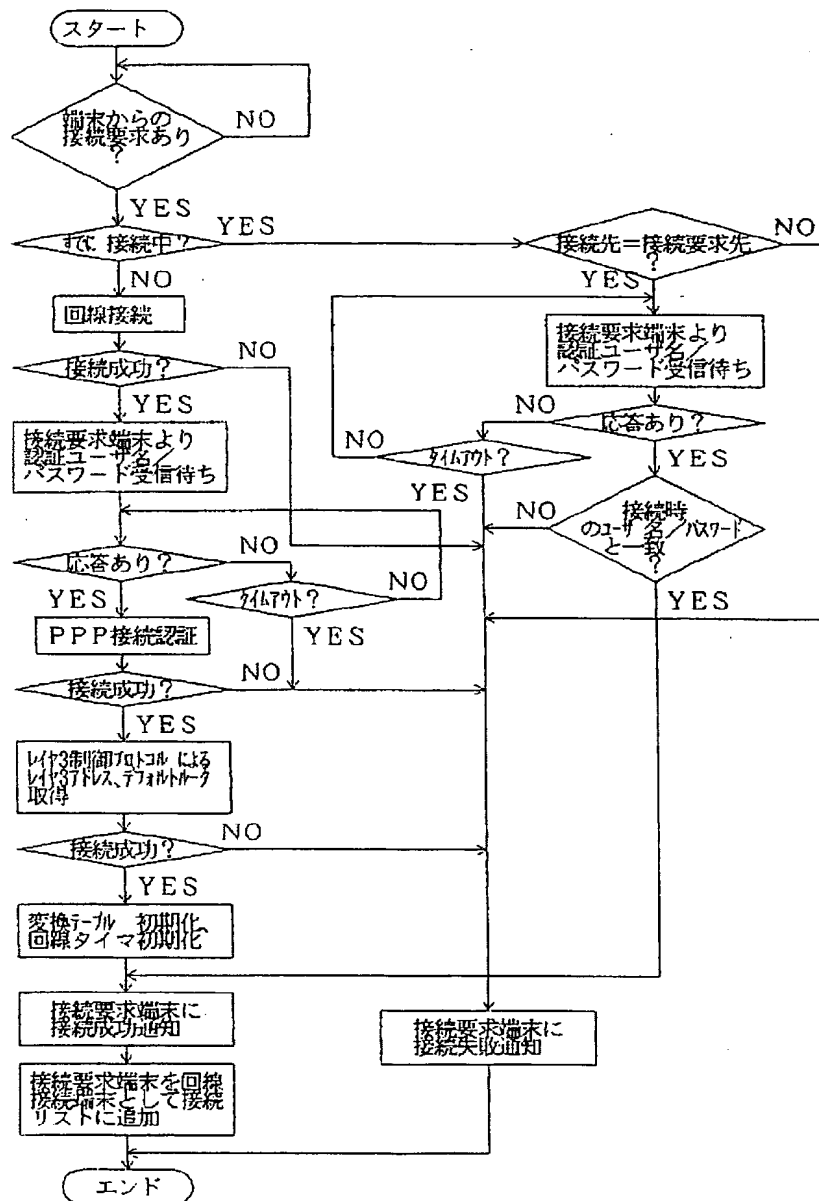 スタート
端末からの
接続要求あり
?
NO
YES
すでに接続中?
YES
接続先=接続要求先
?
NO
NO
YES
回線接続
接続要求端末より
認証ユーザ名/
パスワード受信待ち
接続成功?
NO
YES
NO
応答あり?
接続要求端末より
認証ユーザ名/
パスワード受信待ち
NO
タイムアウト?
YES
YES
NO
接続時
のユーザ名/パスワード
と一致
?
応答あり?
NO
タイムアウト?
NO
YES
YES
YES
PPP接続認証
接続成功?
NO
YES
レイヤ3制御プロトコルによる
レイヤ3アドレス、デフォルトルータ
取得
接続成功?
NO
YES
変換テーブル 初期化、
回線タイマ初期化
接続要求端末に
接続成功通知
接続要求端末に
接続失敗通知
接続要求端末を回線
接続端末として接続
リストに追加
エンド